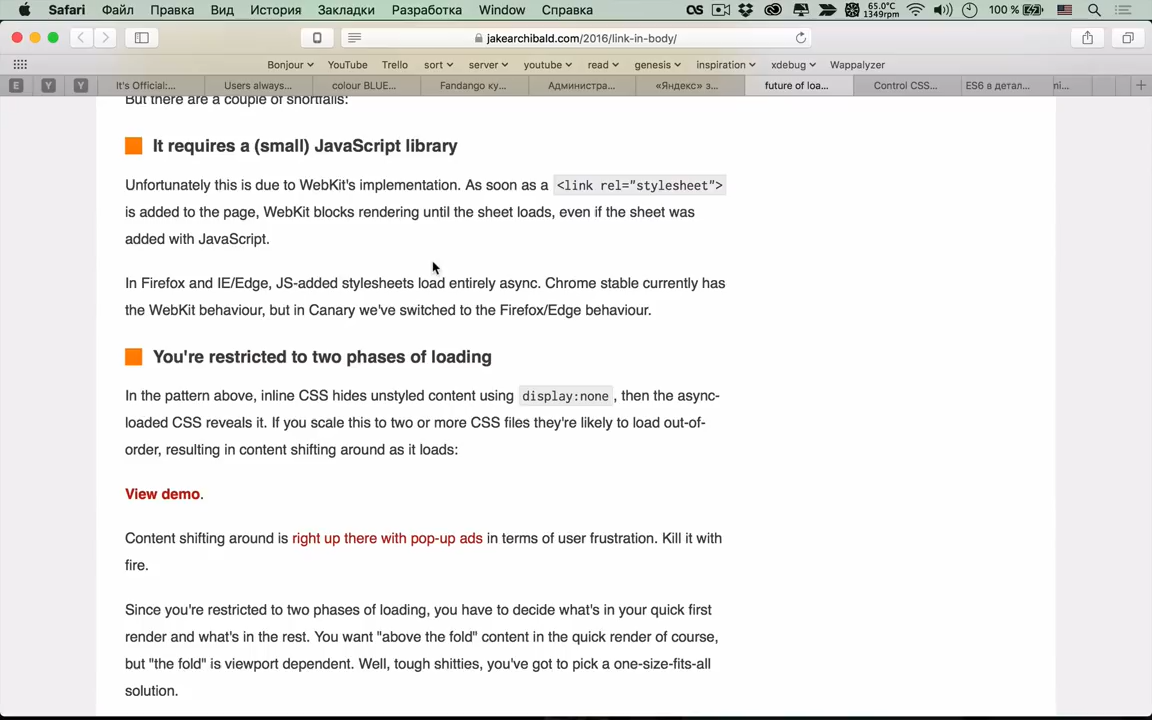 Safari Файл Правка Вид История Закладки Разработка Window Справка 65.0°C 1349rpm 100 %
jakearchibald.com/2016/link-in-body/
Bonjour YouTube Trello sort server youtube read genesis inspiration xdebug Wappalyzer
E Y Y It's Official:... Users always... colour BLUE... Fandango ку... Администра... «Яндекс» з... future of loa... Control CSS... ES6 в детал... ni...
But there are a couple of shortfalls:
It requires a (small) JavaScript library
Unfortunately this is due to WebKit's implementation. As soon as a <link rel="stylesheet">
is added to the page, WebKit blocks rendering until the sheet loads, even if the sheet was
added with JavaScript.
In Firefox and IE/Edge, JS-added stylesheets load entirely async. Chrome stable currently has
the WebKit behaviour, but in Canary we've switched to the Firefox/Edge behaviour.
You're restricted to two phases of loading
In the pattern above, inline CSS hides unstyled content using display:none, then the async-
loaded CSS reveals it. If you scale this to two or more CSS files they're likely to load out-of-
order, resulting in content shifting around as it loads:
View demo.
Content shifting around is right up there with pop-up ads in terms of user frustration. Kill it with
fire.
Since you're restricted to two phases of loading, you have to decide what's in your quick first
render and what's in the rest. You want "above the fold" content in the quick render of course,
but "the fold" is viewport dependent. Well, tough shitties, you've got to pick a one-size-fits-all
solution.